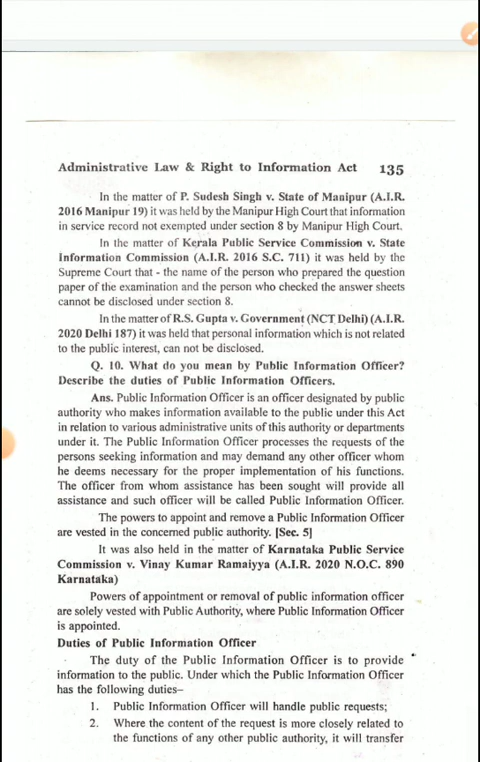 Administrative Law & Right to Information Act 135
In the matter of P. Sudesh Singh v. State of Manipur (A.I.R.
2016 Manipur 19) it was held by the Manipur High Court that information
in service record not exempted under section 8 by Manipur High Court.
In the matter of Kerala Public Service Commission v. State
Information Commission (A.I.R. 2016 S.C. 711) it was held by the
Supreme Court that - the name of the person who prepared the question
paper of the examination and the person who checked the answer sheets
cannot be disclosed under section 8.
In the matter of R.S. Gupta v. Government (NCT Delhi) (A.I.R.
2020 Delhi 187) it was held that personal information which is not related
to the public interest, can not be disclosed.
Q. 10. What do you mean by Public Information Officer?
Describe the duties of Public Information Officers.
Ans. Public Information Officer is an officer designated by public
authority who makes information available to the public under this Act
in relation to various administrative units of this authority or departments
under it. The Public Information Officer processes the requests of the
persons seeking information and may demand any other officer whom
he deems necessary for the proper implementation of his functions.
The officer from whom assistance has been sought will provide all
assistance and such officer will be called Public Information Officer.
The powers to appoint and remove a Public Information Officer
are vested in the concerned public authority. [Sec. 5]
It was also held in the matter of Karnataka Public Service
Commission v. Vinay Kumar Ramaiyya (A.I.R. 2020 N.O.C. 890
Karnataka)
Powers of appointment or removal of public information officer
are solely vested with Public Authority, where Public Information Officer
is appointed.
Duties of Public Information Officer
The duty of the Public Information Officer is to provide
information to the public. Under which the Public Information Officer
has the following duties–
1. Public Information Officer will handle public requests;
2. Where the content of the request is more closely related to
the functions of any other public authority, it will transfer